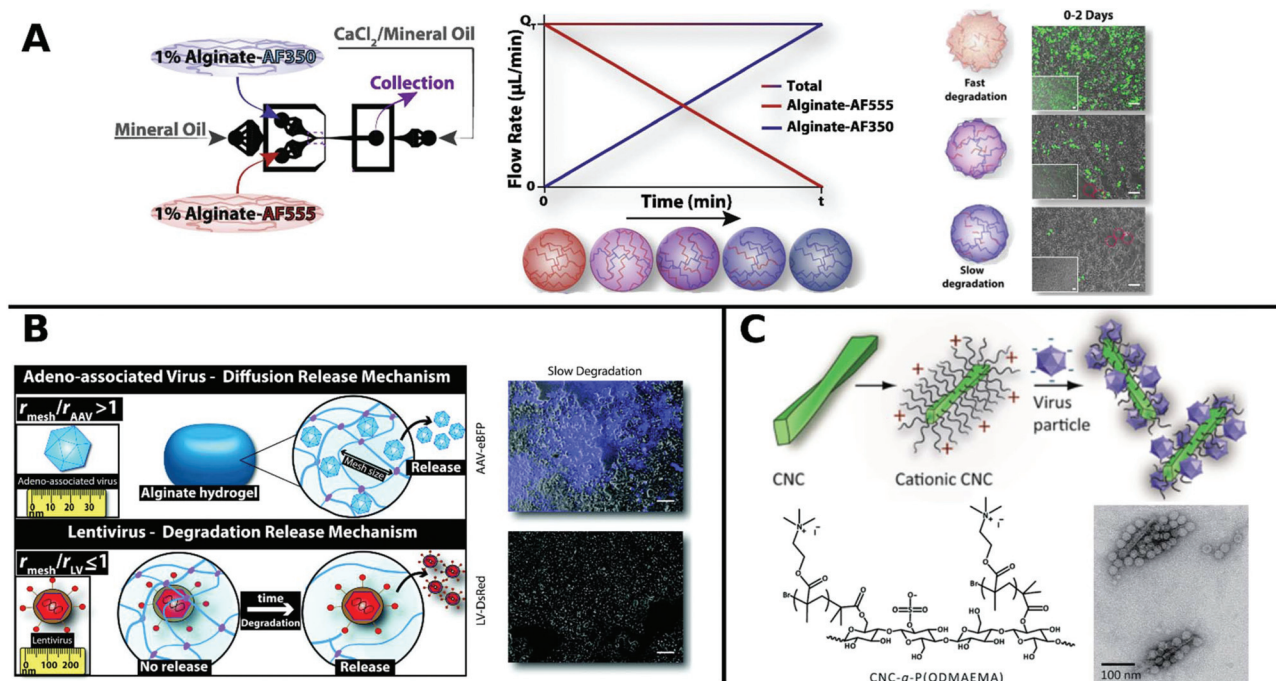 A
1% Alginate-AF350
CaCl2/Mineral Oil
Collection
Mineral Oil
1% Alginate-AF555
QT
Flow Rate (µL/min)
0
Total
Alginate-AF555
Alginate-AF350
0
Time (min)
t
0-2 Days
Fast
degradation
Slow
degradation
B
Adeno-associated Virus - Diffusion Release Mechanism
rmesh/rAAV >1
Adeno-associated virus
nm 10 20 30
Alginate hydrogel
Mesh size
Release
Lentivirus - Degradation Release Mechanism
rmesh/rLV ≤1
Lentivirus
nm 100 200
No release
time
Degradation
Release
Slow Degradation
AAV-eBFP
LV-DsRed
C
CNC
Cationic CNC
Virus
particle
CNC-g-P(QDMAEMA)
100 nm